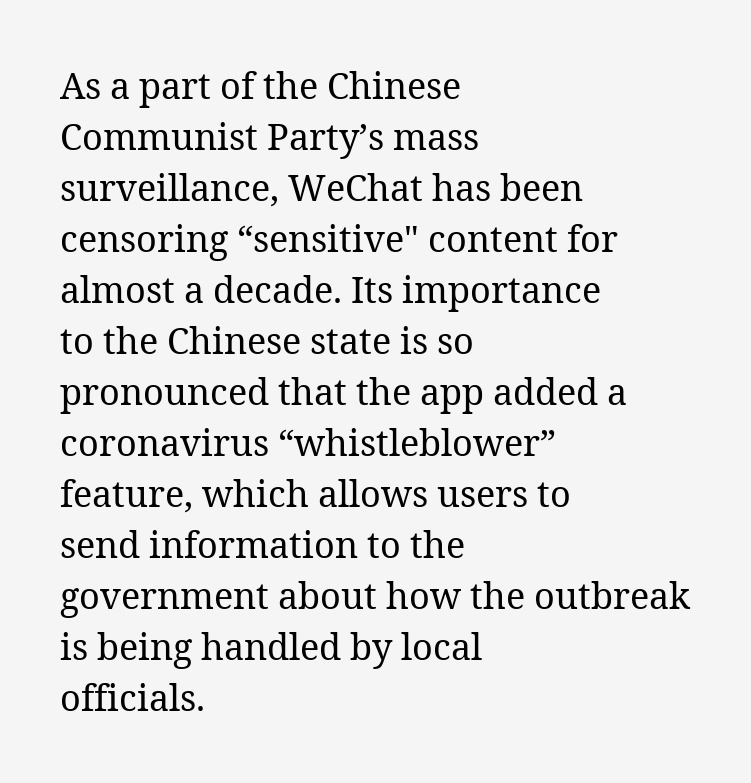 As a part of the Chinese
Communist Party’s mass
surveillance, WeChat has been
censoring “sensitive" content for
almost a decade. Its importance
to the Chinese state is so
pronounced that the app added a
coronavirus “whistleblower”
feature, which allows users to
send information to the
government about how the outbreak
is being handled by local
officials.